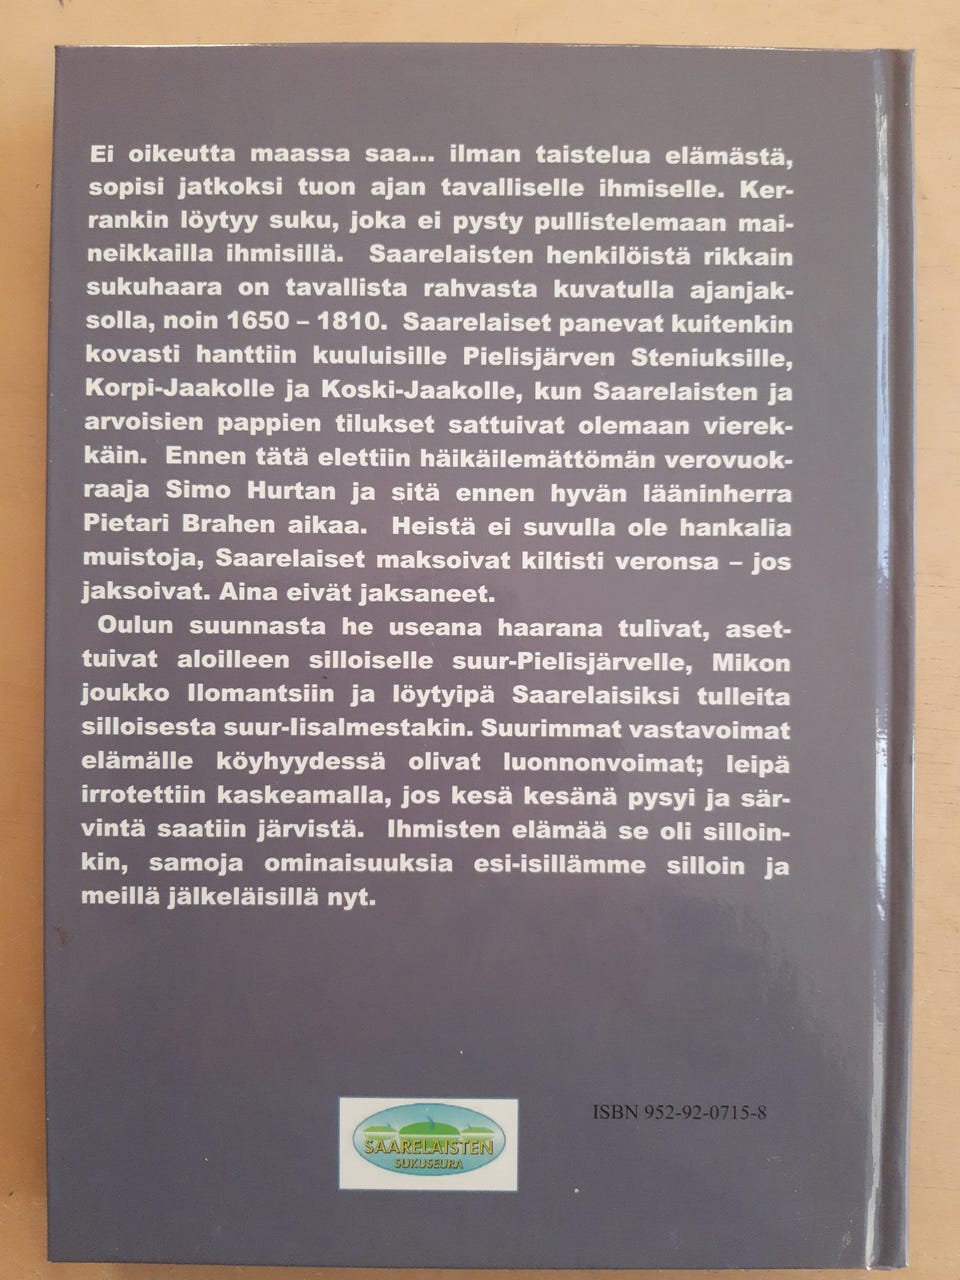 Ei oikeutta maassa saa... ilman taistelua elämästä,
sopisi jatkoksi tuon ajan tavalliselle ihmiselle. Ker-
rankin löytyy suku, joka ei pysty pullistelemaan mai-
neikkailla ihmisillä. Saarelaisten henkilöistä rikkain
sukuhaara on tavallista rahvasta kuvatulla ajanjak-
solla, noin 1650 – 1810. Saarelaiset panevat kuitenkin
kovasti hanttiin kuuluisille Pielisjärven Steniuksille,
Korpi-Jaakolle ja Koski-Jaakolle, kun Saarelaisten ja
arvoisien pappien tilukset sattuivat olemaan vierek-
käin. Ennen tätä elettiin häikäilemättömän verovuok-
raaja Simo Hurtan ja sitä ennen hyvän lääninherra
Pietari Brahen aikaa. Heistä ei suvulla ole hankalia
muistoja, Saarelaiset maksoivat kiltisti veronsa – jos
jaksoivat. Aina eivät jaksaneet.
Oulun suunnasta he useana haarana tulivat, aset-
tuivat aloilleen silloiselle suur-Pielisjärvelle, Mikon
joukko Ilomantsiin ja löytyipä Saarelaisiksi tulleita
silloisesta suur-Iisalmestakin. Suurimmat vastavoimat
elämälle köyhyydessä olivat luonnonvoimat; leipä
irrotettiin kaskeamalla, jos kesä kesänä pysyi ja sär-
vintä saatiin järvistä. Ihmisten elämää se oli silloin-
kin, samoja ominaisuuksia esi-isillämme silloin ja
meillä jälkeläisillä nyt.
ISBN 952-92-0715-8
SAARELAISTEN
SUKUSEURA